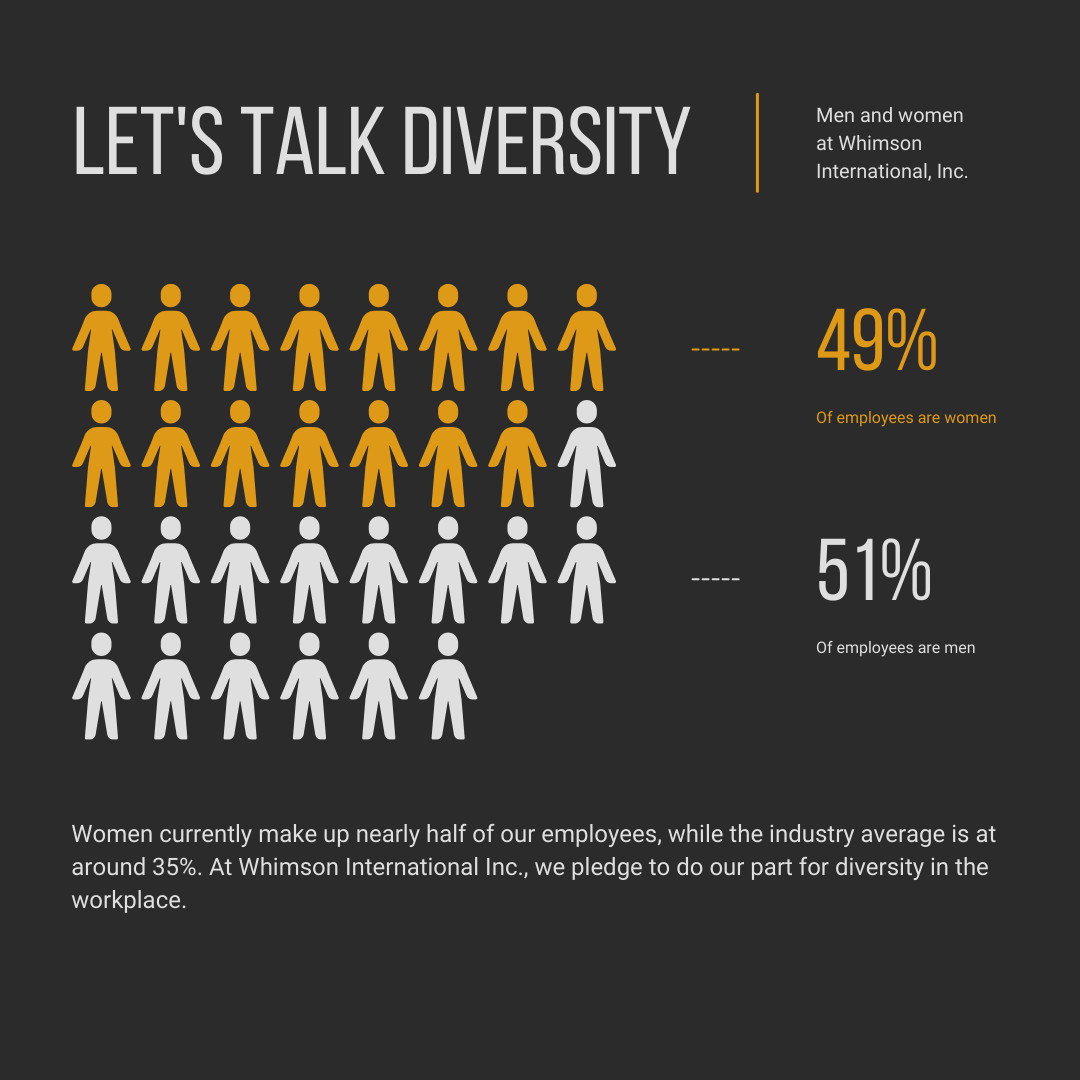 LET'S TALK DIVERSITY
Men and women
at Whimson
International, Inc.
49%
Of employees are women
51%
Of employees are men
Women currently make up nearly half of our employees, while the industry average is at
around 35%. At Whimson International Inc., we pledge to do our part for diversity in the
workplace.